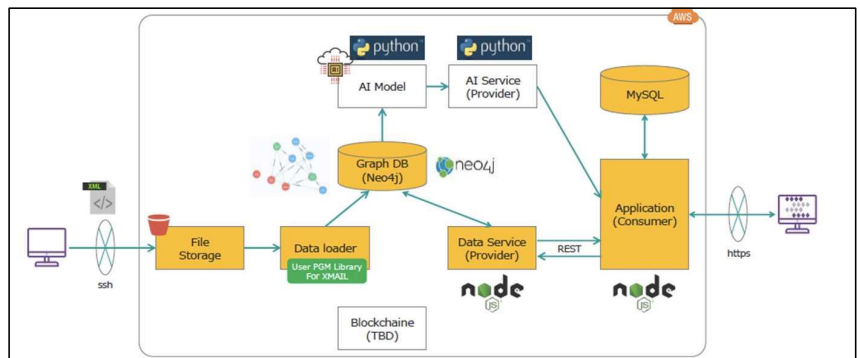 AWS
python
python
AI Model
AI Service
(Provider)
MySQL
Graph DB
(Neo4j)
neo4j
XML
</>
File
Storage
Data loader
User PGM Library
For XMAIL
Data Service
(Provider)
REST
Application
(Consumer)
ssh
https
node
JS
node
JS
Blockchaine
(TBD)